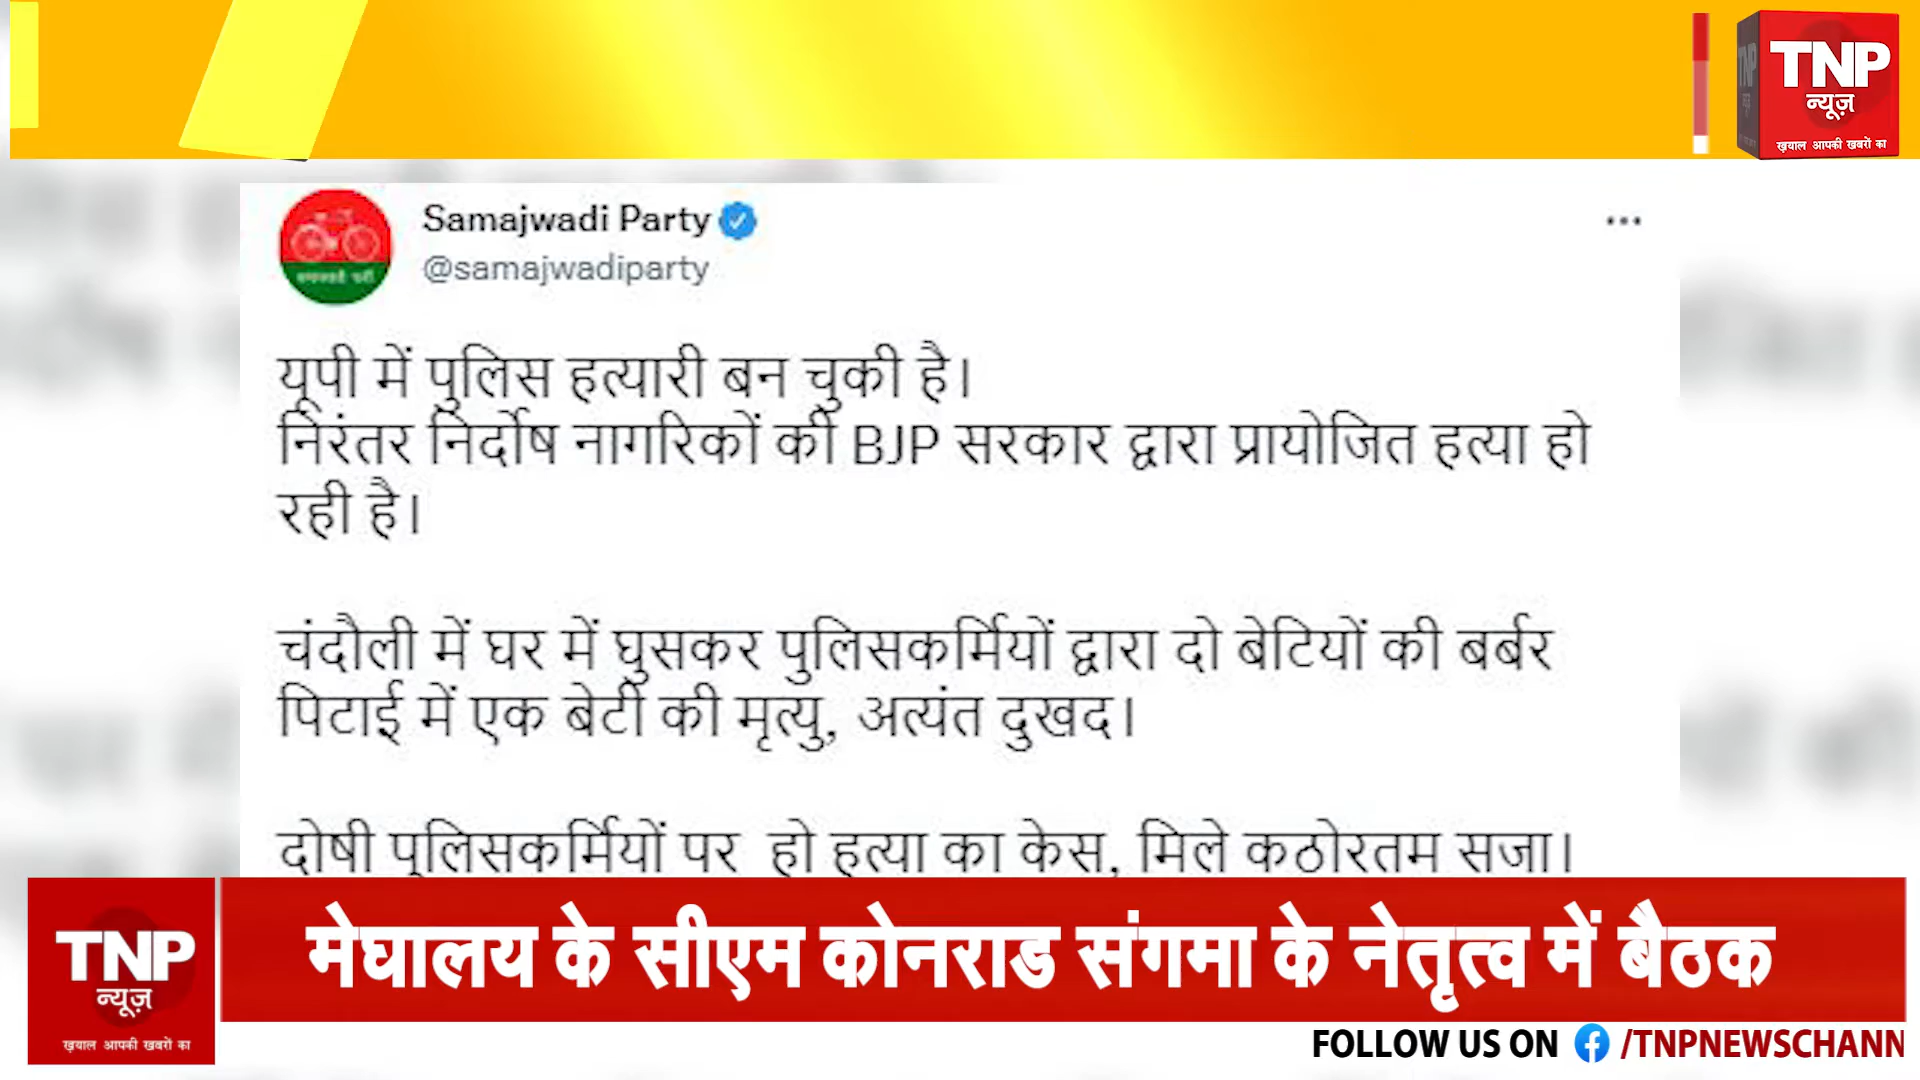 TNP
न्यूज़
ख़याल आपकी खबरों का
Samajwadi Party
@samajwadiparty
यूपी में पुलिस हत्यारी बन चुकी है।
निरंतर निर्दोष नागरिकों की BJP सरकार द्वारा प्रायोजित हत्या हो
रही है।
चंदौली में घर में घुसकर पुलिसकर्मियों द्वारा दो बेटियों की बर्बर
पिटाई में एक बेटी की मृत्यु, अत्यंत दुखद।
दोषी पुलिसकर्मियों पर हो हत्या का केस, मिले कठोरतम सजा।
TNP
न्यूज़
ख़याल आपकी खबरों का
मेघालय के सीएम कोनराड संगमा के नेतृत्व में बैठक
FOLLOW US ON /TNPNEWSCHANN